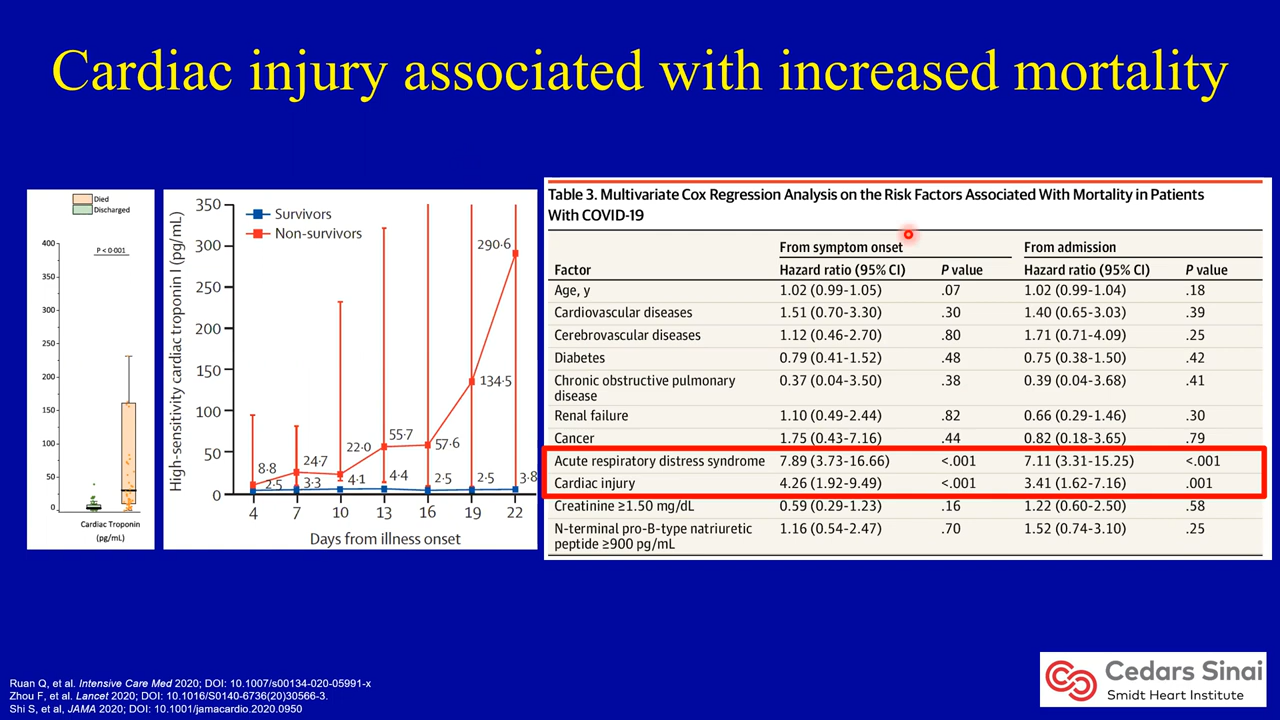 Cardiac injury associated with increased mortality
Died
Discharged
P < 0·001
400
350
300
250
200
150
100
50
0
Cardiac Troponin
(pg/mL)
High-sensitivity cardiac troponin I (pg/mL)
350
300
250
200
150
100
50
0
Survivors
Non-survivors
8·8
24·7
22·0
55·7
57·6
134·5
290·6
2·5
3·3
4·1
4·4
2·5
2·5
3·8
4 7 10 13 16 19 22
Days from illness onset
Table 3. Multivariate Cox Regression Analysis on the Risk Factors Associated With Mortality in Patients
With COVID-19
From symptom onset From admission
Factor Hazard ratio (95% CI) P value Hazard ratio (95% CI) P value
Age, y 1.02 (0.99-1.05) .07 1.02 (0.99-1.04) .18
Cardiovascular diseases 1.51 (0.70-3.30) .30 1.40 (0.65-3.03) .39
Cerebrovascular diseases 1.12 (0.46-2.70) .80 1.71 (0.71-4.09) .25
Diabetes 0.79 (0.41-1.52) .48 0.75 (0.38-1.50) .42
Chronic obstructive pulmonary 0.37 (0.04-3.50) .38 0.39 (0.04-3.68) .41
disease
Renal failure 1.10 (0.49-2.44) .82 0.66 (0.29-1.46) .30
Cancer 1.75 (0.43-7.16) .44 0.82 (0.18-3.65) .79
Acute respiratory distress syndrome 7.89 (3.73-16.66) <.001 7.11 (3.31-15.25) <.001
Cardiac injury 4.26 (1.92-9.49) <.001 3.41 (1.62-7.16) .001
Creatinine ≥1.50 mg/dL 0.59 (0.29-1.23) .16 1.22 (0.60-2.50) .58
N-terminal pro-B-type natriuretic 1.16 (0.54-2.47) .70 1.52 (0.74-3.10) .25
peptide ≥900 pg/mL
Ruan Q, et al. Intensive Care Med 2020; DOI: 10.1007/s00134-020-05991-x
Zhou F, et al. Lancet 2020; DOI: 10.1016/S0140-6736(20)30566-3.
Shi S, et al, JAMA 2020; DOI: 10.1001/jamacardio.2020.0950
Cedars Sinai
Smidt Heart Institute